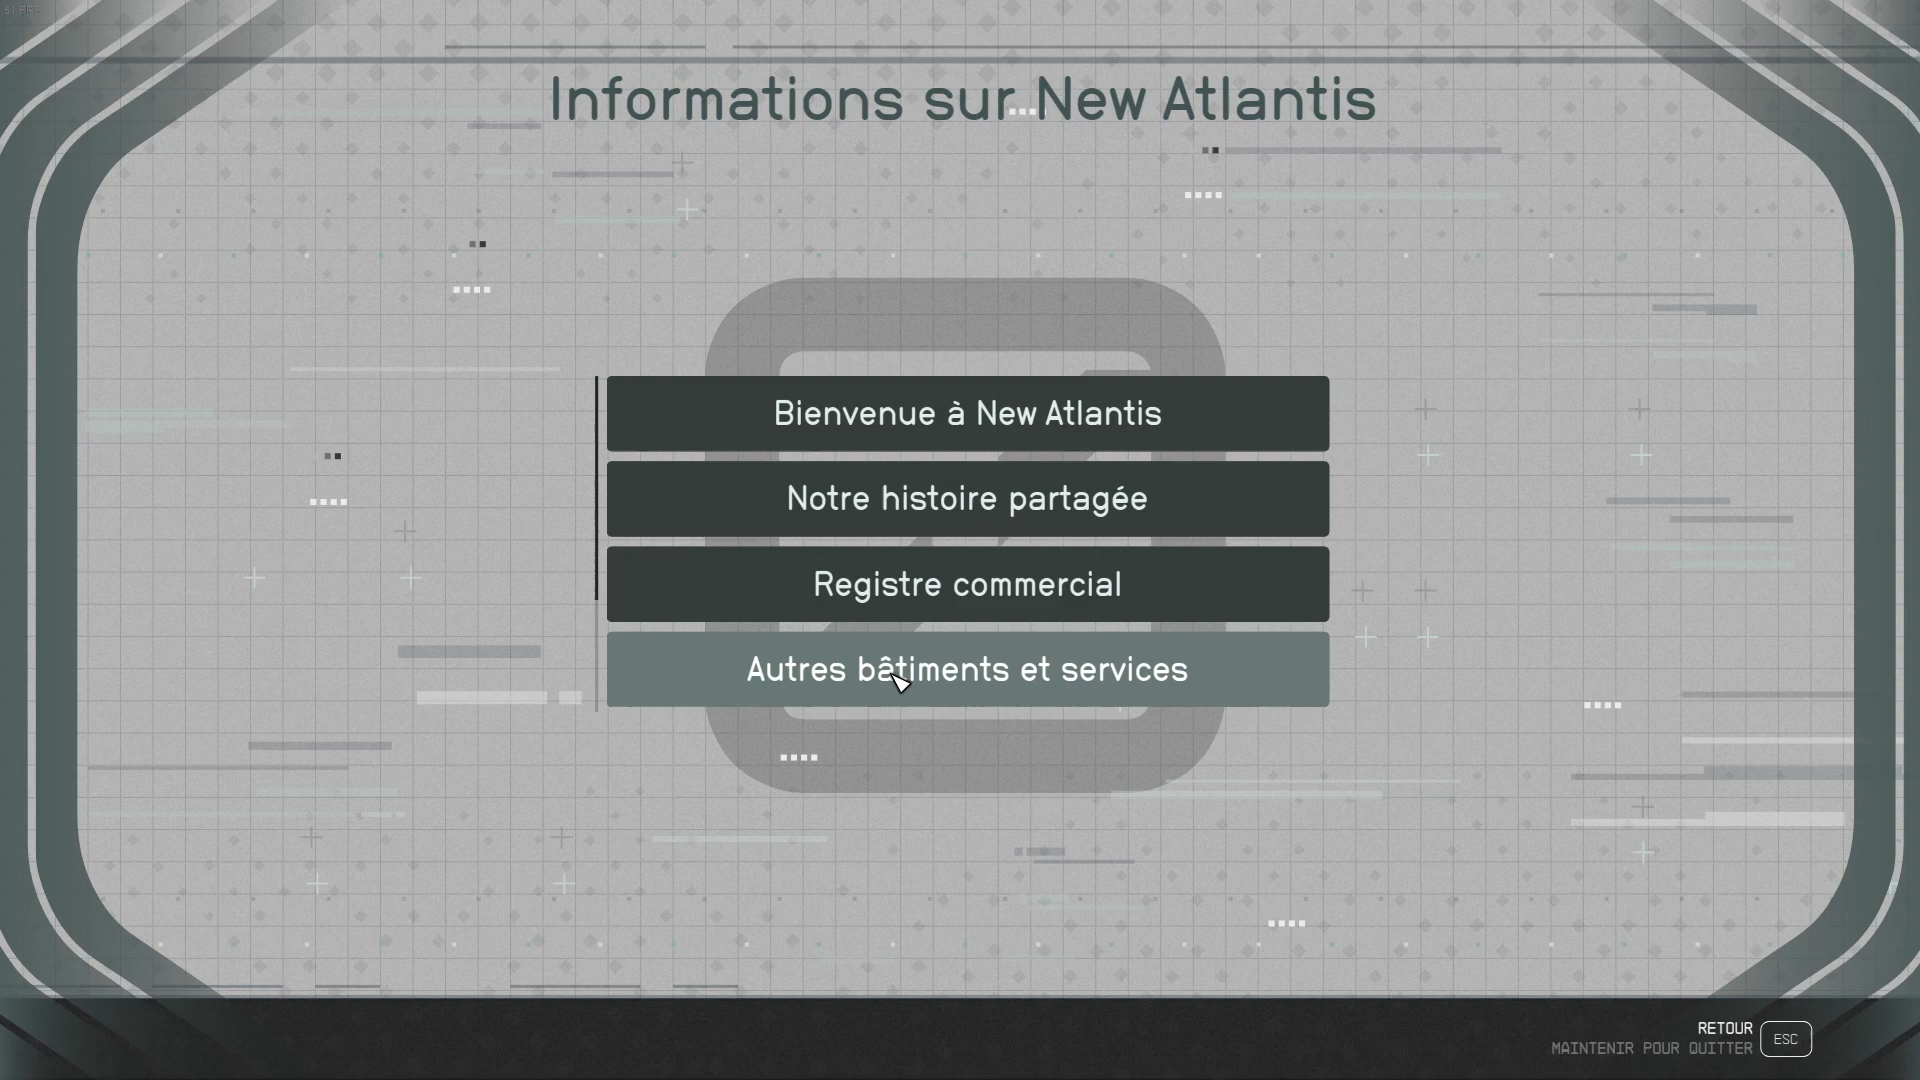 Informations sur New Atlantis
Bienvenue à New Atlantis
Notre histoire partagée
Registre commercial
Autres bâtiments et services
RETOUR
MAINTENIR POUR QUITTER
ESC